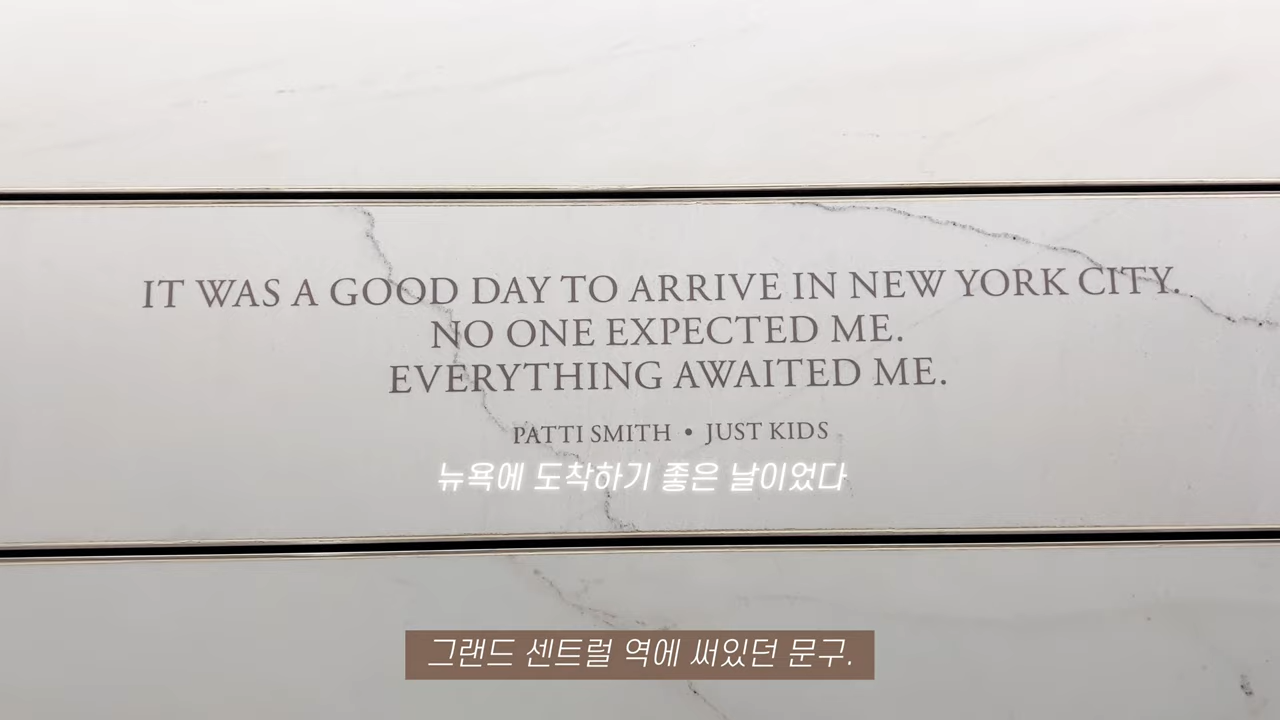 IT WAS A GOOD DAY TO ARRIVE IN NEW YORK CITY.
NO ONE EXPECTED ME.
EVERYTHING AWAITED ME.
PATTI SMITH • JUST KIDS
뉴욕에 도착하기 좋은 날이었다
그랜드 센트럴 역에 써있던 문구.